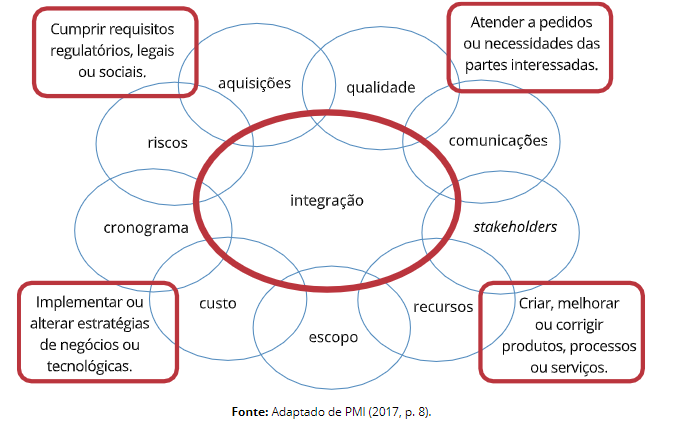 Cumprir requisitos
regulatórios, legais
ou sociais.
Atender a pedidos
ou necessidades das
partes interessadas.
aquisições
qualidade
riscos
comunicações
integração
cronograma
stakeholders
custo
recursos
escopo
Implementar ou
alterar estratégias
de negócios ou
tecnológicas.
Criar, melhorar
ou corrigir
produtos, processos
ou serviços.
Fonte: Adaptado de PMI (2017, p. 8).